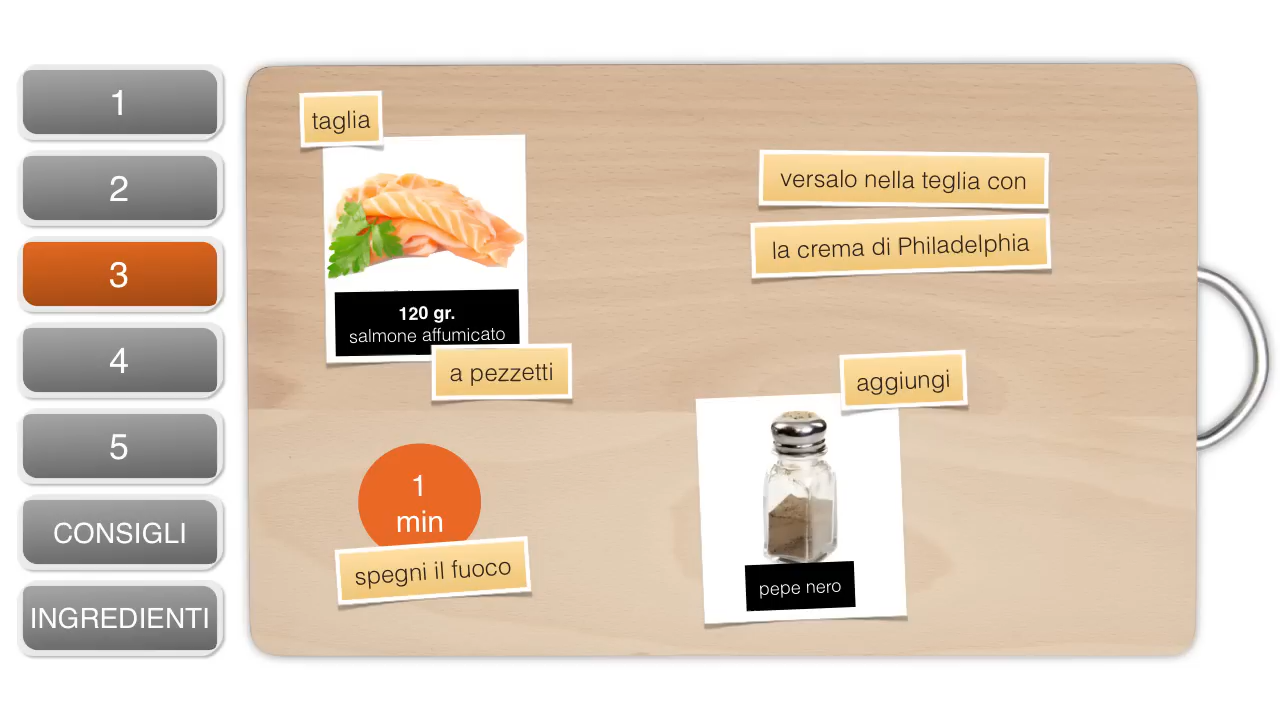 1
2
3
4
5
CONSIGLI
INGREDIENTI
taglia
120 gr.
salmone affumicato
a pezzetti
versalo nella teglia con
la crema di Philadelphia
1
min
spegni il fuoco
aggiungi
pepe nero